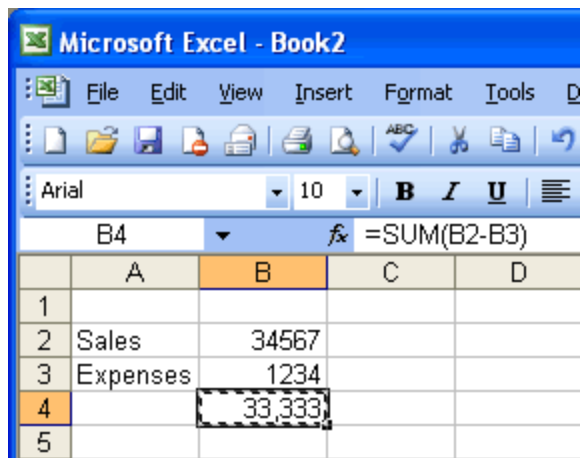 Microsoft Excel - Book2
File Edit View Insert Format Tools D
ABC
Arial 10 B I U
B4 fx =SUM(B2-B3)
A B C D
1
2 Sales 34567
3 Expenses 1234
4 33,333
5